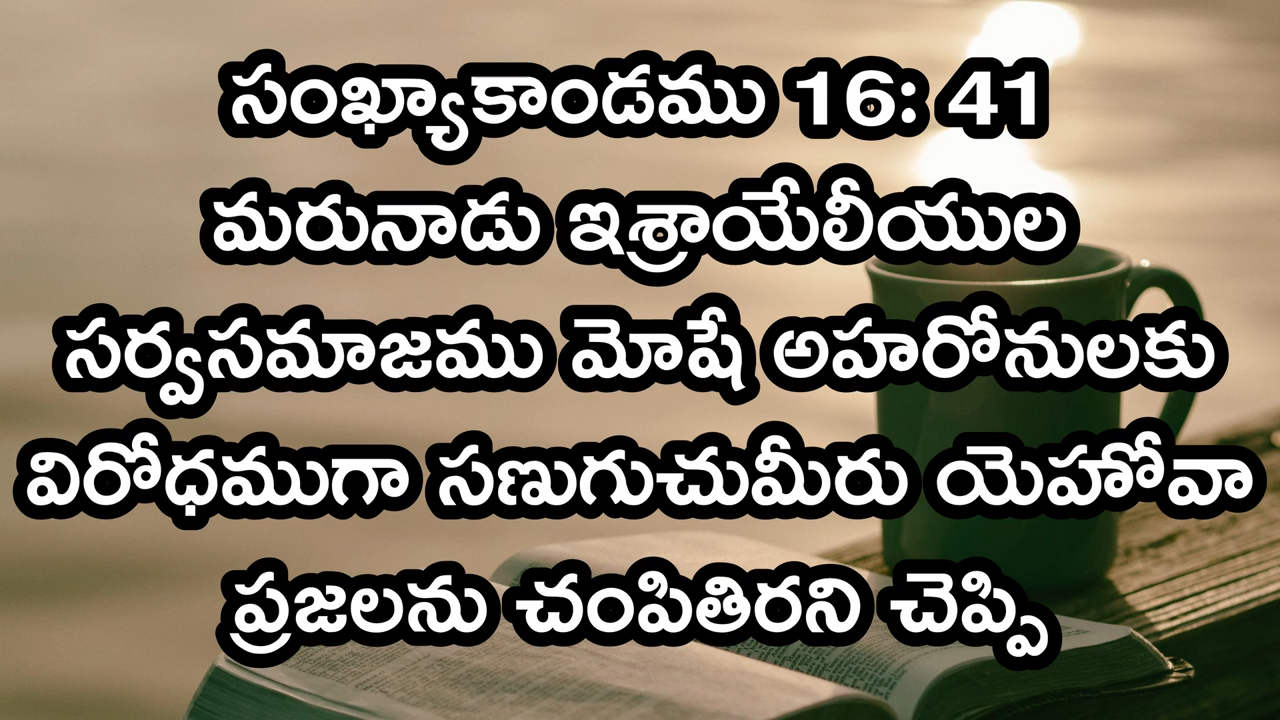 సంఖ్యాకాండము 16: 41
మరునాడు ఇశ్రాయేలీయుల
సర్వసమాజము మోషే అహరోనులకు
విరోధముగా సణుగుచుమీరు యెహోవా
ప్రజలను చంపితిరని చెప్పి